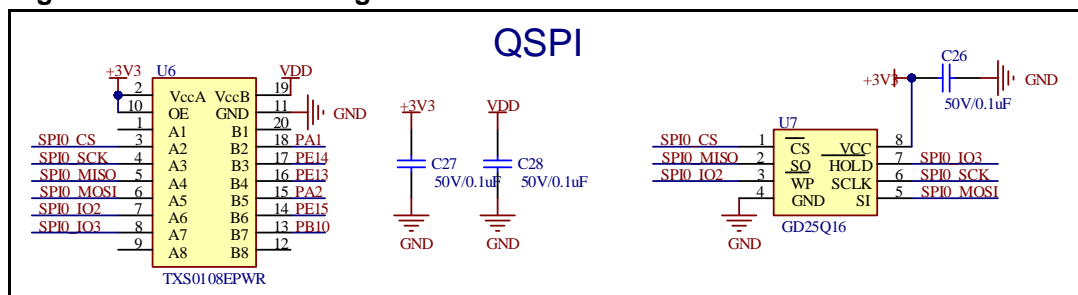 QSPI
+3V3
U6
VDD
2
VccA
VccB
19
10
OE
GND
11
GND
1
A1
B1
20
SPI0_CS
3
A2
B2
18
PA1
SPI0_SCK
4
A3
B3
17
PE14
SPI0_MISO
5
A4
B4
16
PE13
SPI0_MOSI
6
A5
B5
15
PA2
SPI0_IO2
7
A6
B6
14
PE15
SPI0_IO3
8
A7
B7
13
PB10
9
A8
B8
12
TXS0108EPWR
+3V3
VDD
C27
50V/0.1uF
C28
50V/0.1uF
GND
GND
C26
+3V3
GND
50V/0.1uF
U7
SPI0_CS
1
CS
VCC
8
SPI0_MISO
2
SO
HOLD
7
SPI0_IO3
SPI0_IO2
3
WP
SCLK
6
SPI0_SCK
4
GND
SI
5
SPI0_MOSI
GD25Q16
GND